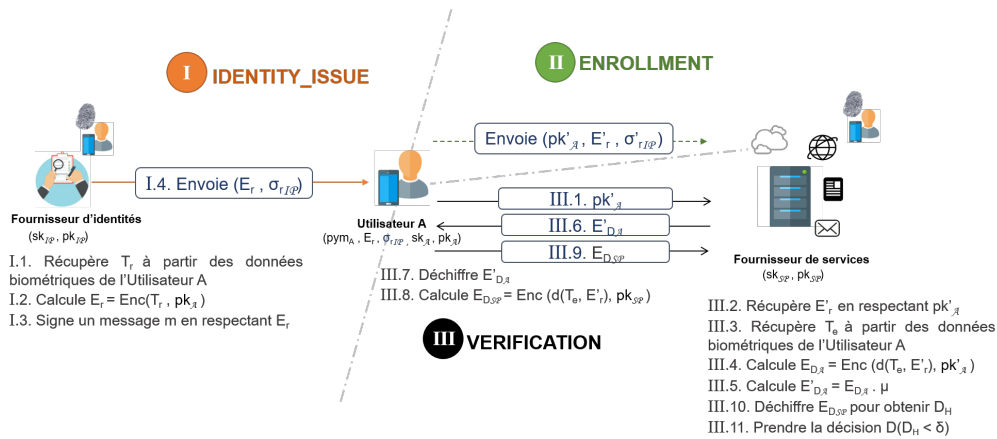 I IDENTITY_ISSUE
II ENROLLMENT
Envoie (pk'𝒜 , E'r , σ'rℐ𝒫)
I.4. Envoie (Er , σrℐ𝒫)
Fournisseur d'identités
(skℐ𝒫, pkℐ𝒫)
Utilisateur A
(pymA , Er , σrℐ𝒫, sk𝒜 , pk𝒜)
III.1. pk'𝒜
III.6. E'D𝒜
III.9. ED𝒮𝒫
Fournisseur de services
(sk𝒮𝒫, pk𝒮𝒫)
I.1. Récupère Tr à partir des données
biométriques de l'Utilisateur A
I.2. Calcule Er = Enc(Tr , pk𝒜 )
I.3. Signe un message m en respectant Er
III.7. Déchiffre E'D𝒜
III.8. Calcule ED𝒮𝒫 = Enc (d(Te, E'r), pk𝒮𝒫 )
III VERIFICATION
III.2. Récupère E'r en respectant pk'𝒜
III.3. Récupère Te à partir des données
biométriques de l'Utilisateur A
III.4. Calcule ED𝒜 = Enc (d(Te, E'r), pk'𝒜 )
III.5. Calcule E'D𝒜 = ED𝒜 . μ
III.10. Déchiffre ED𝒮𝒫 pour obtenir DH
III.11. Prendre la décision D(DH < δ)